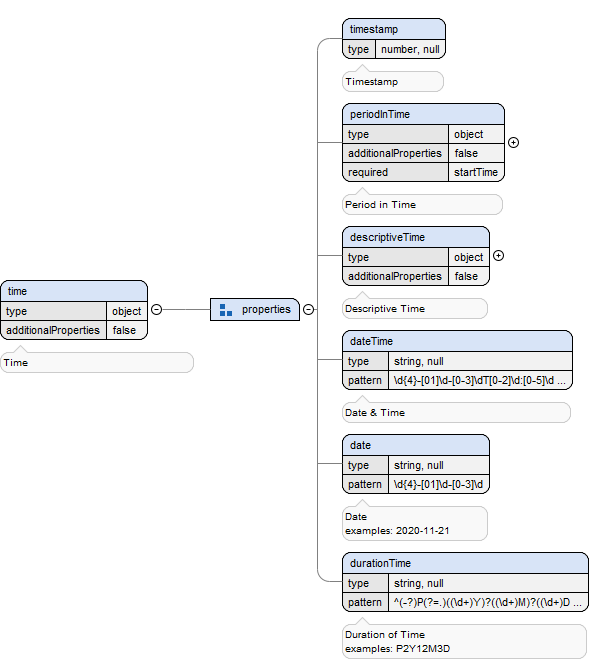 timestamp
type number, null
Timestamp
periodInTime
type object
additionalProperties false
required startTime
Period in Time
descriptiveTime
type object
additionalProperties false
Descriptive Time
time
type object
additionalProperties false
Time
properties
dateTime
type string, null
pattern \d{4}-[01]\d-[0-3]\dT[0-2]\d:[0-5]\d ...
Date & Time
date
type string, null
pattern \d{4}-[01]\d-[0-3]\d
Date
examples: 2020-11-21
durationTime
type string, null
pattern ^(-?)P(?=.)((\d+)Y)?((\d+)M)?((\d+)D ...
Duration of Time
examples: P2Y12M3D